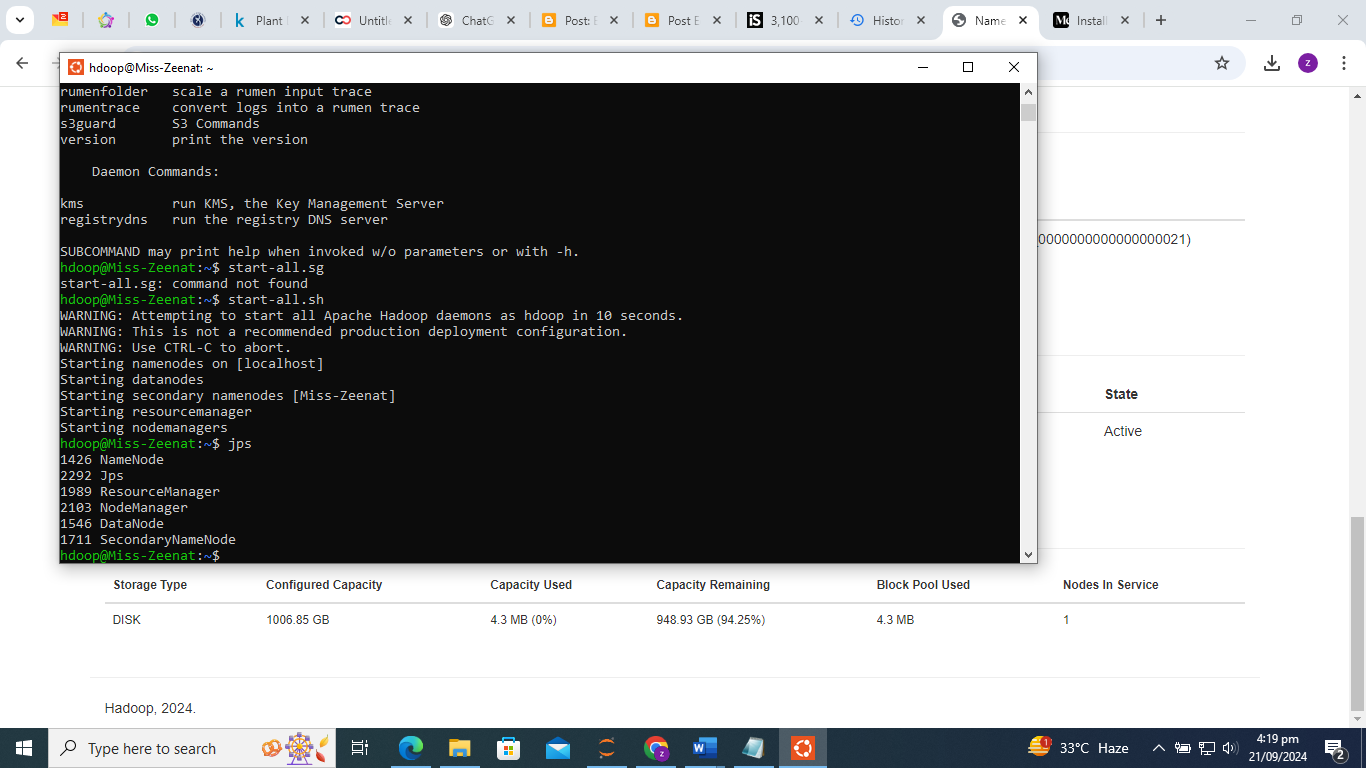 2
Plant
Untitle
ChatG
Post: E
Post E
iS 3,100
Histor
Name
Install
z
hdoop@Miss-Zeenat: ~
rumenfolder scale a rumen input trace
rumentrace convert logs into a rumen trace
s3guard S3 Commands
version print the version
Daemon Commands:
kms run KMS, the Key Management Server
registrydns run the registry DNS server
SUBCOMMAND may print help when invoked w/o parameters or with -h.
hdoop@Miss-Zeenat:~$ start-all.sg
start-all.sg: command not found
hdoop@Miss-Zeenat:~$ start-all.sh
WARNING: Attempting to start all Apache Hadoop daemons as hdoop in 10 seconds.
WARNING: This is not a recommended production deployment configuration.
WARNING: Use CTRL-C to abort.
Starting namenodes on [localhost]
Starting datanodes
Starting secondary namenodes [Miss-Zeenat]
Starting resourcemanager
Starting nodemanagers
hdoop@Miss-Zeenat:~$ jps
1426 NameNode
2292 Jps
1989 ResourceManager
2103 NodeManager
1546 DataNode
1711 SecondaryNameNode
hdoop@Miss-Zeenat:~$
State
Active
Storage Type Configured Capacity Capacity Used Capacity Remaining Block Pool Used Nodes In Service
DISK 1006.85 GB 4.3 MB (0%) 948.93 GB (94.25%) 4.3 MB 1
Hadoop, 2024.
Type here to search
33°C Haze
4:19 pm
21/09/2024
2